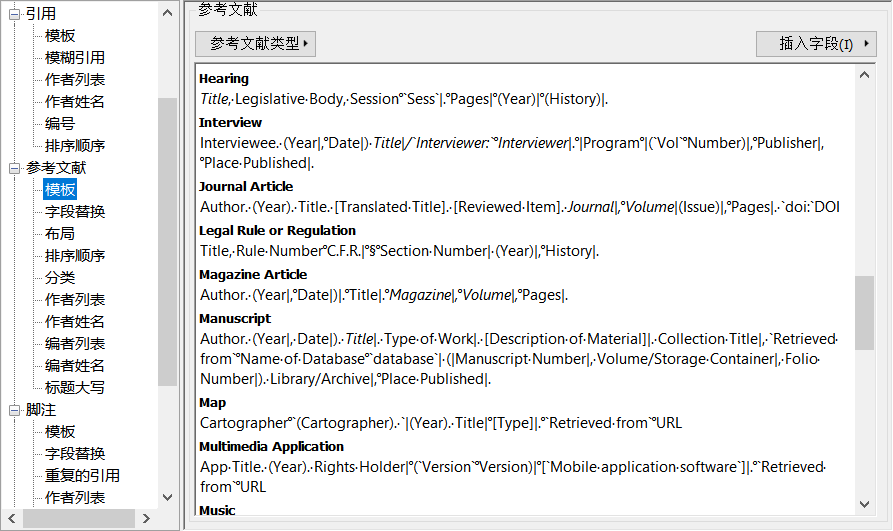 引用
模板
模糊引用
作者列表
作者姓名
编号
排序顺序
参考文献
模板
字段替换
布局
排序顺序
分类
作者列表
作者姓名
编者列表
编者姓名
标题大写
脚注
模板
字段替换
重复的引用
作者列表
参考文献
参考文献类型
插入字段(I)
Hearing
Title,·Legislative·Body,·Session°`Sess`|.°Pages|°(Year)|°(History)|.
Interview
Interviewee.·(Year|,°Date|)·Title|/`Interviewer:`°Interviewer|.°|Program°|(`Vol`°Number)|,°Publisher|,
°Place·Published|.
Journal Article
Author.·(Year).·Title.·[Translated·Title].·[Reviewed·Item].·Journal|,°Volume|(Issue)|,°Pages|.·`doi:`DOI
Legal Rule or Regulation
Title,·Rule·Number°C.F.R.|°§°Section·Number|·(Year)|,°History|.
Magazine Article
Author.·(Year|,°Date|)|.°Title|.°Magazine|,°Volume|,°Pages|.
Manuscript
Author.·(Year|,·Date|).·Title|.·Type·of·Work|.·[Description·of·Material]|.·Collection·Title|,·`Retrieved·
from`°Name·of·Database°`database`|·(|Manuscript·Number|,·Volume/Storage·Container|,·Folio·
Number|).·Library/Archive|,°Place·Published|.
Map
Cartographer°`(Cartographer).·`|(Year).·Title|°[Type]|.°`Retrieved·from`°URL
Multimedia Application
App·Title.·(Year).·Rights·Holder|°(`Version`°Version)|°[`Mobile·application·software`]|.°`Retrieved·
from`°URL
Music